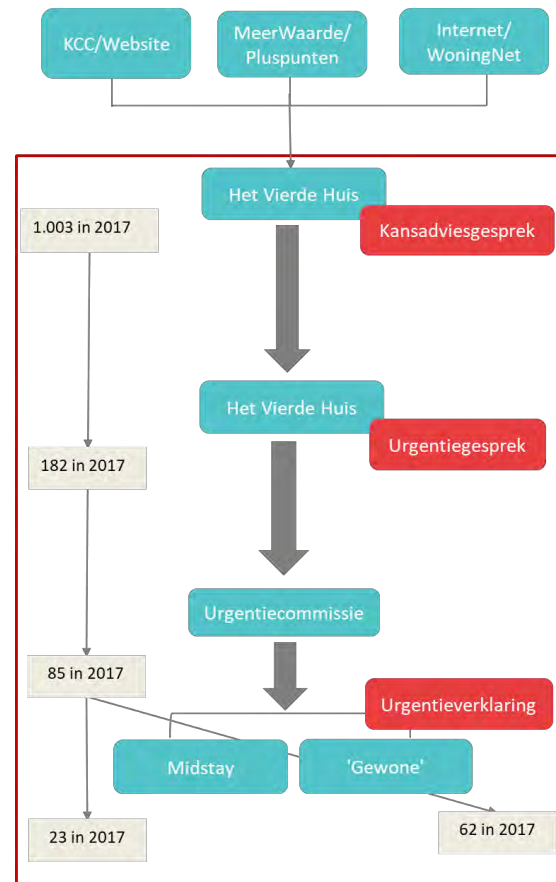 KCC/Website
MeerWaarde/
Pluspunten
Internet/
WoningNet
Het Vierde Huis
1.003 in 2017
Kansadviesgesprek
Het Vierde Huis
Urgentiegesprek
182 in 2017
Urgentiecommissie
85 in 2017
Urgentieverklaring
Midstay
'Gewone'
23 in 2017
62 in 2017